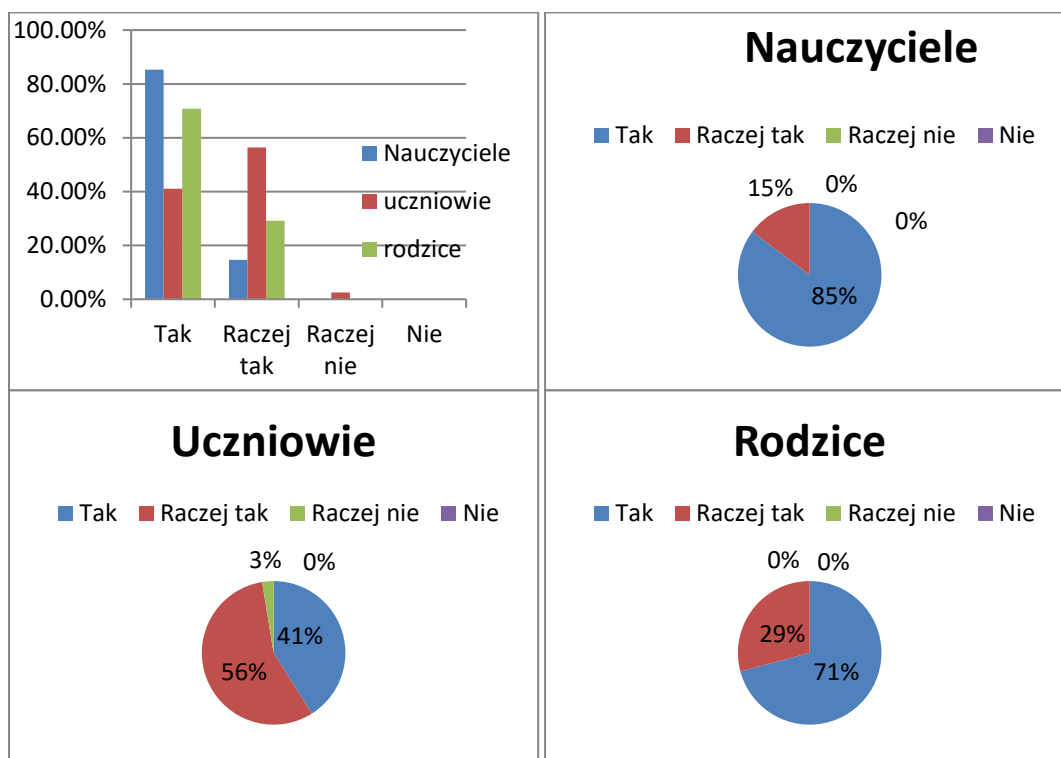 100.00%
80.00%
60.00%
40.00%
20.00%
0.00%
Nauczyciele
uczniowie
rodzice
Tak
Raczej tak
Raczej nie
Nie
Nauczyciele
Tak Raczej tak Raczej nie Nie
15%
0%
0%
85%
Uczniowie
Tak Raczej tak Raczej nie Nie
3%
0%
41%
56%
Rodzice
Tak Raczej tak Raczej nie Nie
0%
0%
29%
71%